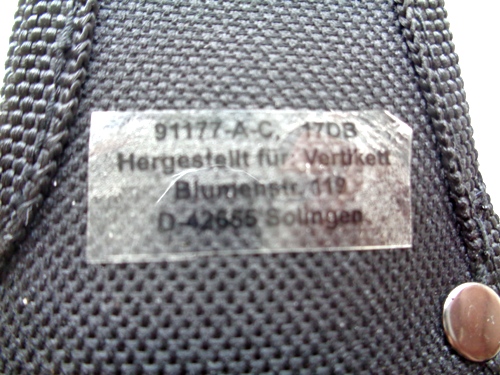 91177-A-C, 17DB
Hergestellt für: Vertikett
Blumenstr. 119
D-42655 Solingen